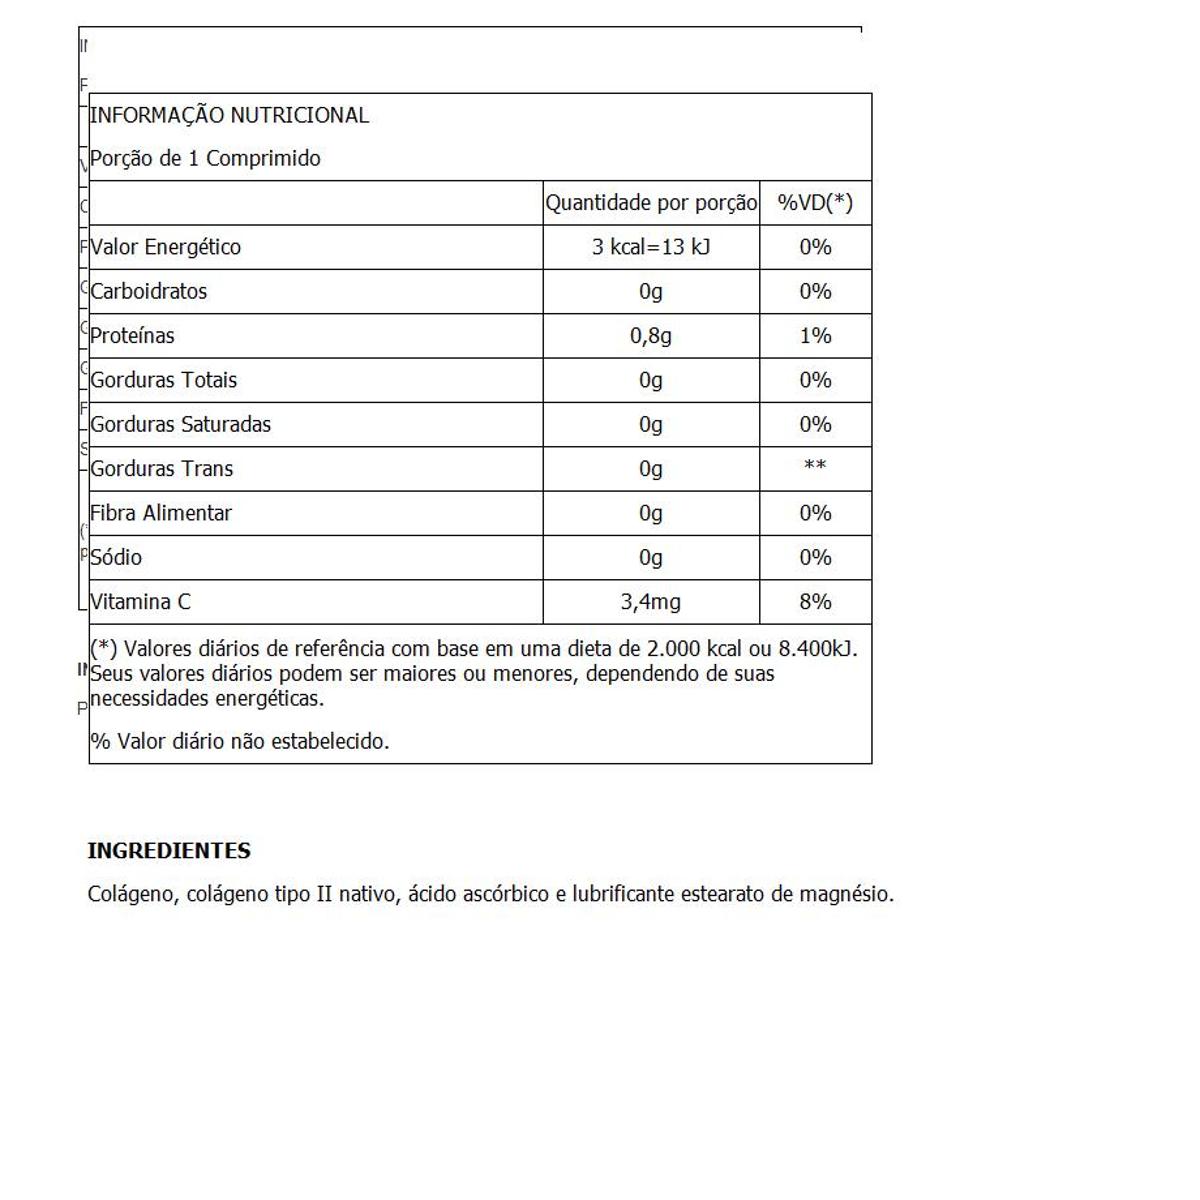 INFORMAÇÃO NUTRICIONAL
Porção de 1 Comprimido
Quantidade por porção %VD(*)
Valor Energético 3 kcal=13 kJ 0%
Carboidratos 0g 0%
Proteínas 0,8g 1%
Gorduras Totais 0g 0%
Gorduras Saturadas 0g 0%
Gorduras Trans 0g **
Fibra Alimentar 0g 0%
Sódio 0g 0%
Vitamina C 3,4mg 8%
(*) Valores diários de referência com base em uma dieta de 2.000 kcal ou 8.400kJ.
Seus valores diários podem ser maiores ou menores, dependendo de suas
necessidades energéticas.
% Valor diário não estabelecido.
INGREDIENTES
Colágeno, colágeno tipo II nativo, ácido ascórbico e lubrificante estearato de magnésio.